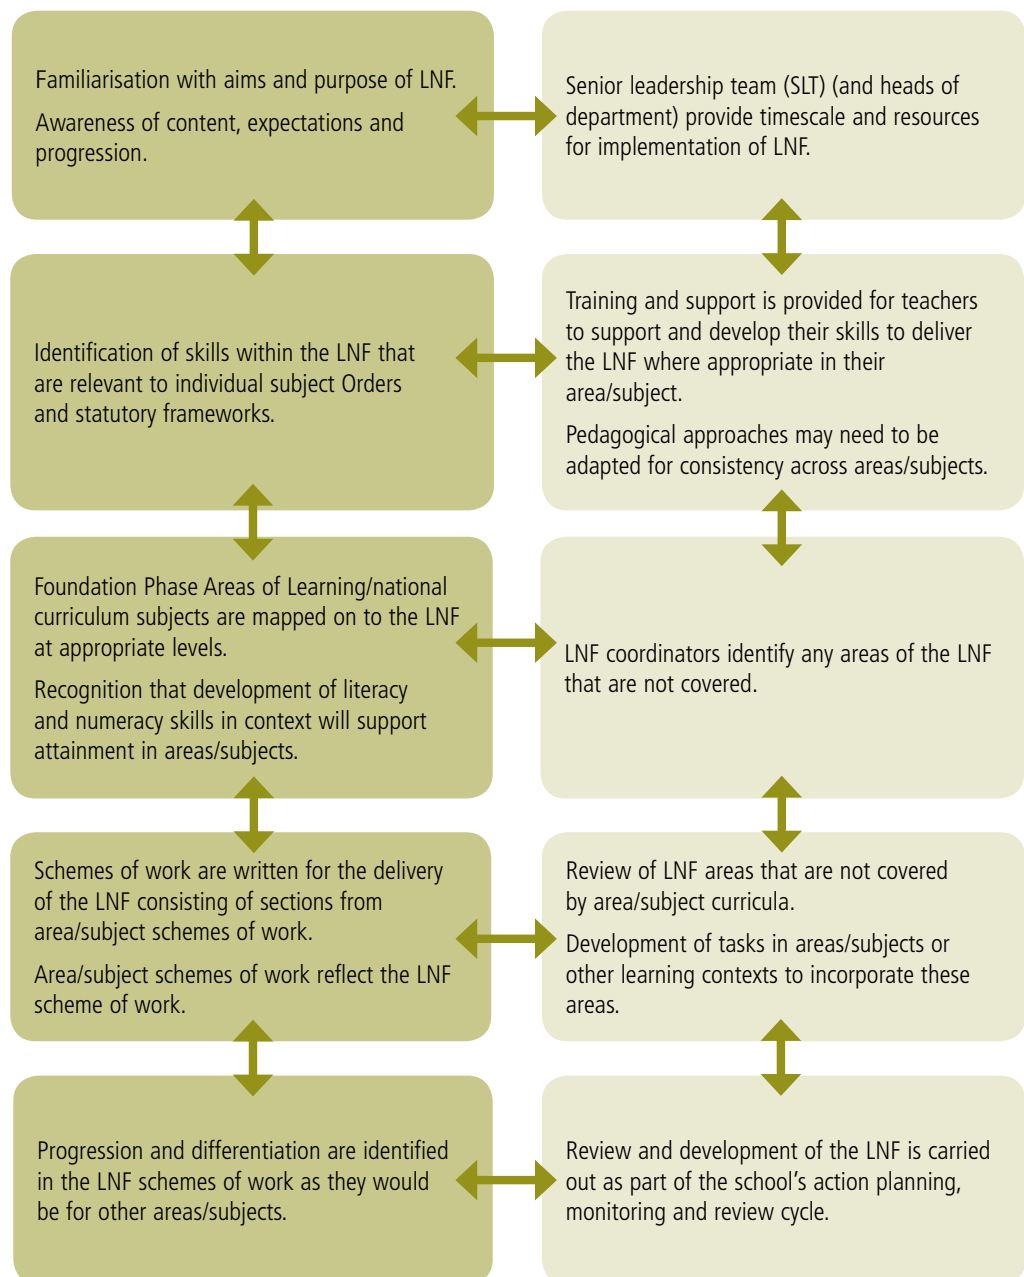 Familiarisation with aims and purpose of LNF.
Awareness of content, expectations and
progression.
Senior leadership team (SLT) (and heads of
department) provide timescale and resources
for implementation of LNF.
Identification of skills within the LNF that
are relevant to individual subject Orders
and statutory frameworks.
Training and support is provided for teachers
to support and develop their skills to deliver
the LNF where appropriate in their
area/subject.
Pedagogical approaches may need to be
adapted for consistency across areas/subjects.
Foundation Phase Areas of Learning/national
curriculum subjects are mapped on to the LNF
at appropriate levels.
Recognition that development of literacy
and numeracy skills in context will support
attainment in areas/subjects.
LNF coordinators identify any areas of the LNF
that are not covered.
Schemes of work are written for the delivery
of the LNF consisting of sections from
area/subject schemes of work.
Area/subject schemes of work reflect the LNF
scheme of work.
Review of LNF areas that are not covered
by area/subject curricula.
Development of tasks in areas/subjects or
other learning contexts to incorporate these
areas.
Progression and differentiation are identified
in the LNF schemes of work as they would
be for other areas/subjects.
Review and development of the LNF is carried
out as part of the school's action planning,
monitoring and review cycle.